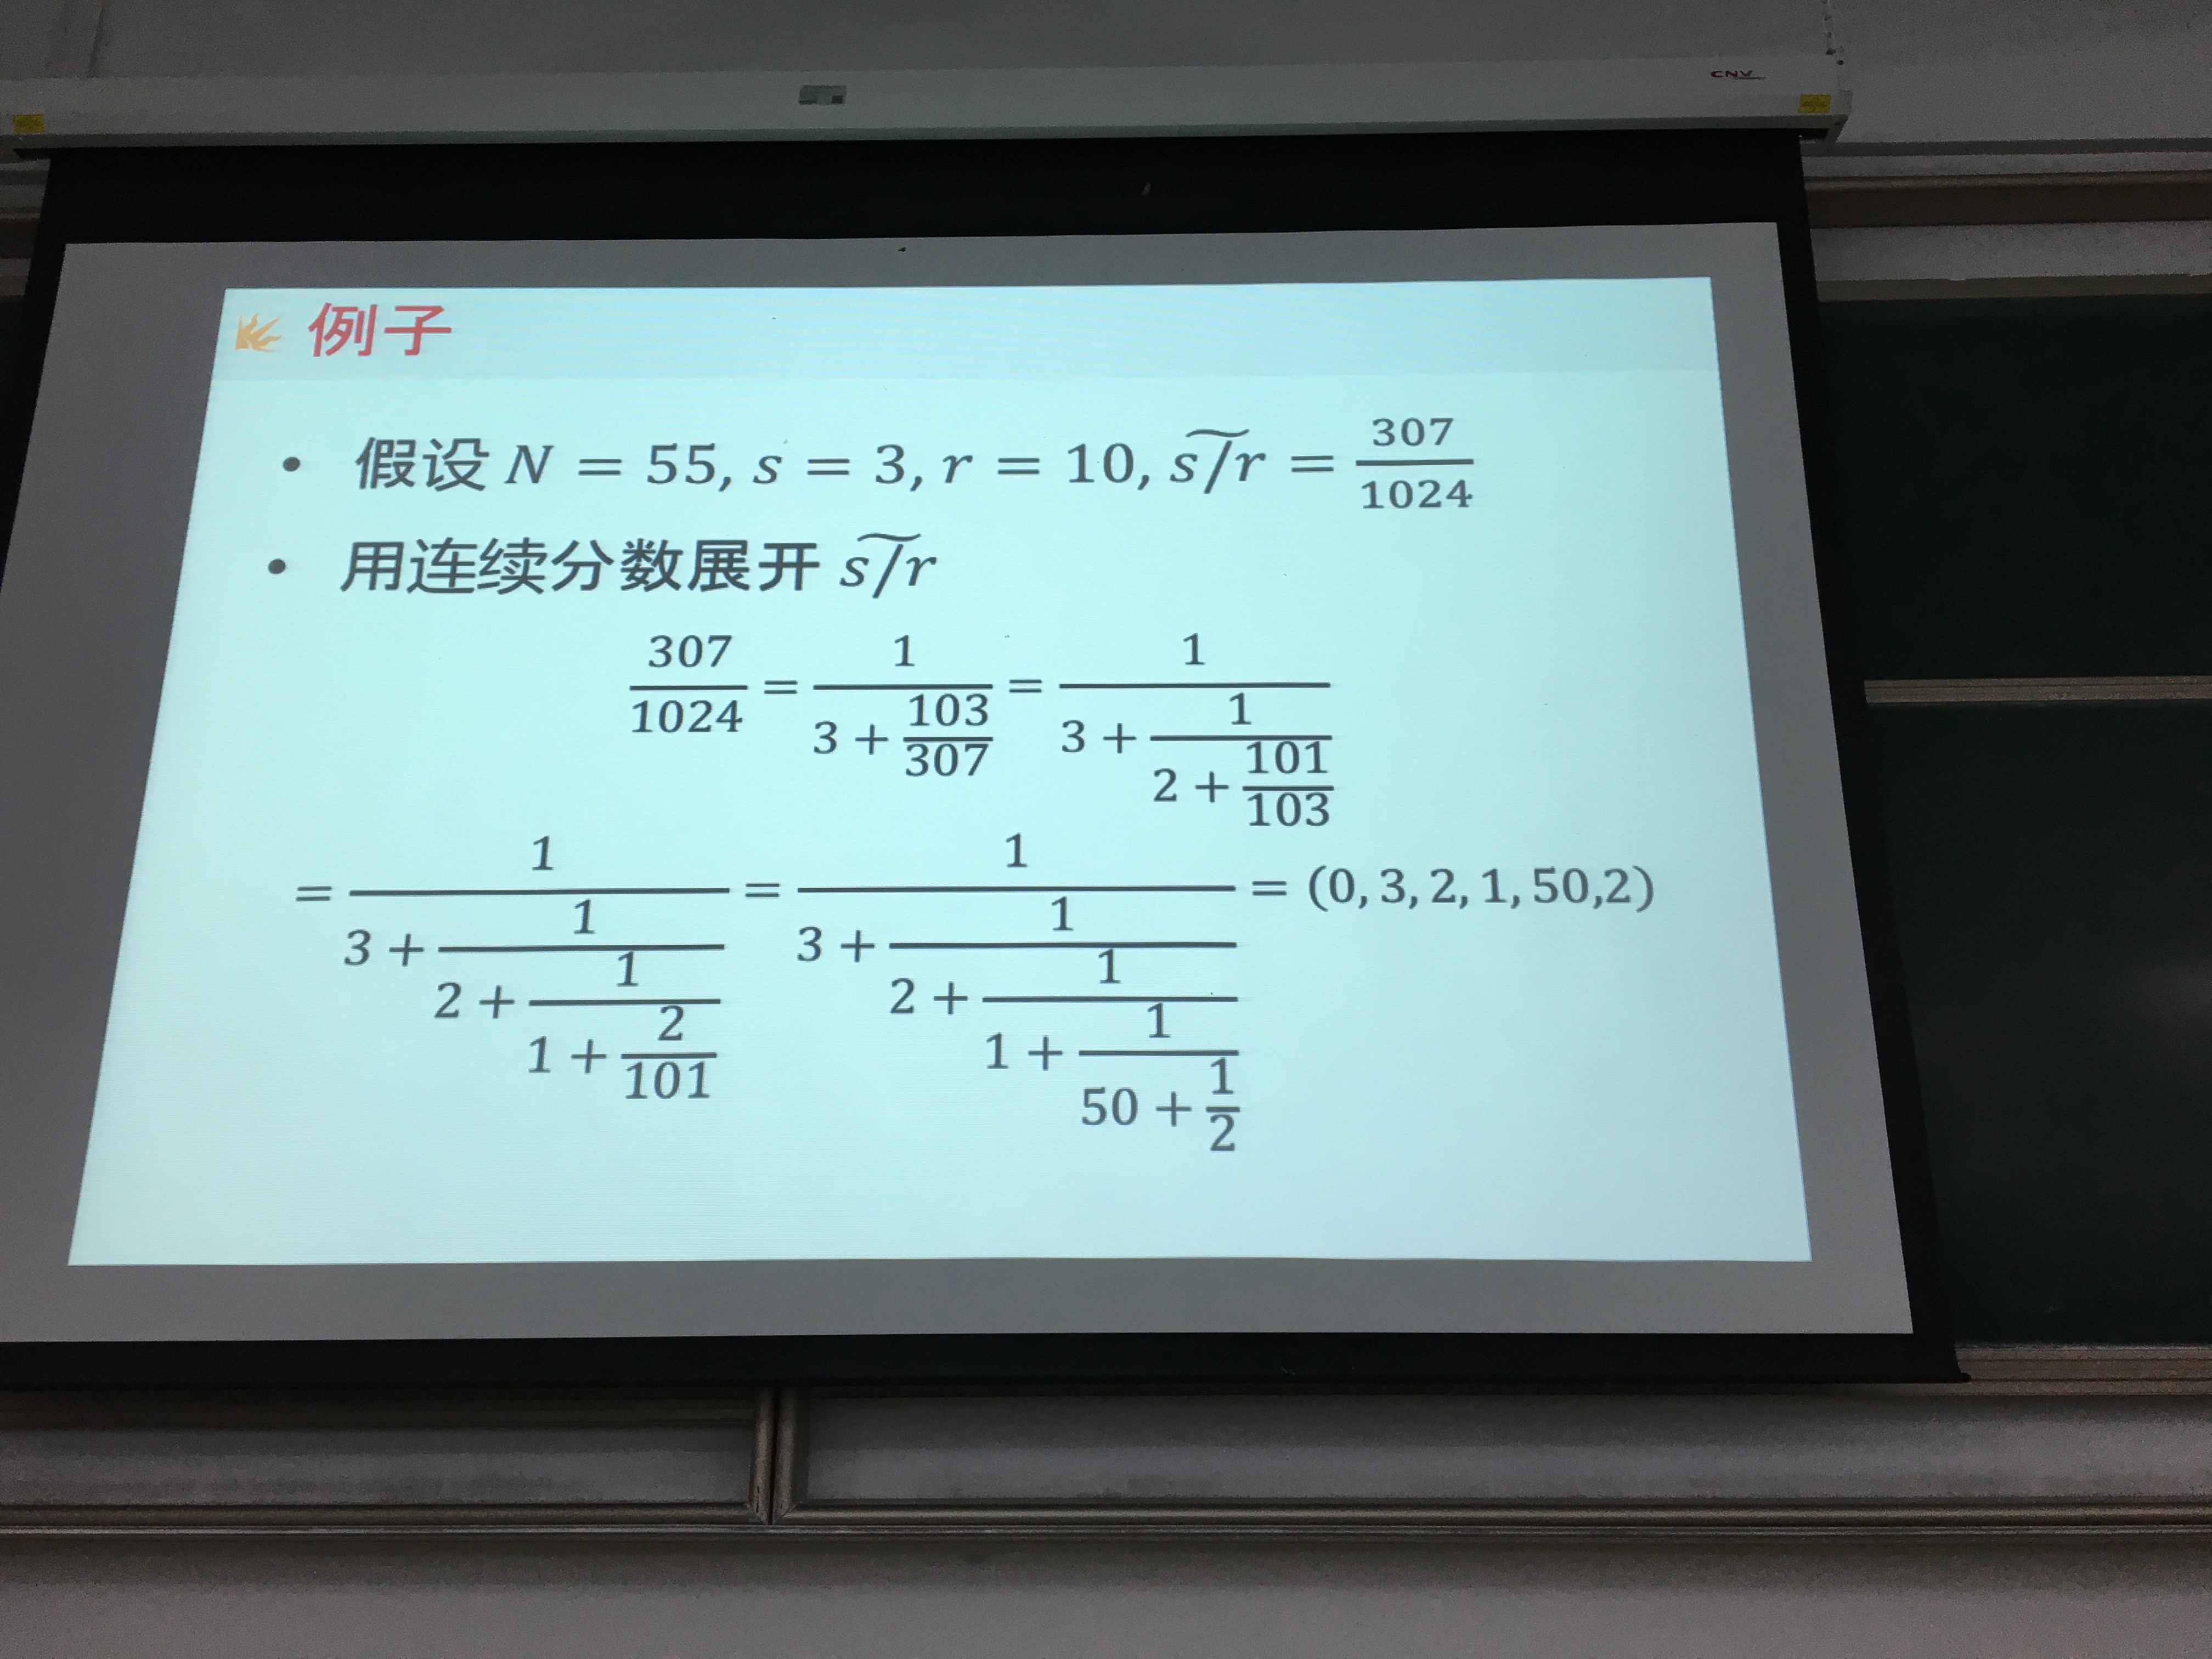 CNV
例子
• 假设 N = 55, s = 3, r = 10, \widetilde{s/r} = \frac{307}{1024}
• 用连续分数展开 \widetilde{s/r}
\frac{307}{1024} = \frac{1}{3 + \frac{103}{307}} = \frac{1}{3 + \frac{1}{2 + \frac{101}{103}}}
= \frac{1}{3 + \frac{1}{2 + \frac{1}{1 + \frac{2}{101}}}} = \frac{1}{3 + \frac{1}{2 + \frac{1}{1 + \frac{1}{50 + \frac{1}{2}}}}} = (0, 3, 2, 1, 50,2)